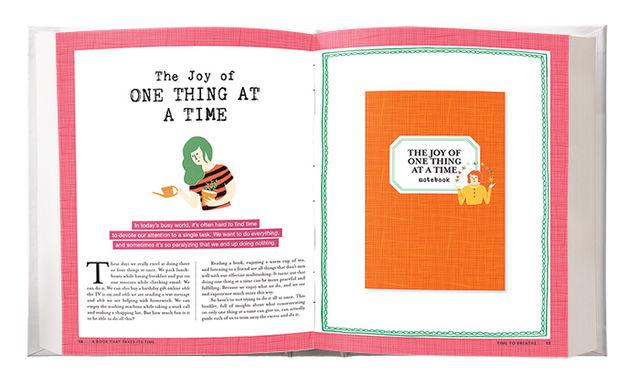 The Joy of
ONE THING AT
A TIME
In today's busy world, it's often hard to find time
to devote our attention to a single task. We want to do everything,
and sometimes it's so paralyzing that we end up doing nothing.
These days we really excel at doing three
or four things at once. We pack lunch-
boxes while having breakfast and put on
our mascara while checking email. We
can do it. We can also buy a birthday gift online while
the TV is on and while we are sending a text message
and while we are helping with homework. We can
empty the washing machine while taking a work call
and making a shopping list. But how much fun is it
to be able to do all this?
Reading a book, enjoying a warm cup of tea,
and listening to a friend are all things that don't mix
well with our effective multitasking. It turns out that
doing one thing at a time can be more peaceful and
fulfilling. Because we enjoy what we do, and we see
and experience much more this way.
So here's to not trying to do it all at once. This
booklet, full of insights about what concentrating
on only one thing at a time can give us, can actually
guide each of us to trim away the excess and do it.
A BOOK THAT TAKES ITS TIME
THE JOY OF
ONE THING
AT A TIME
notebook
TIME TO BREATHE